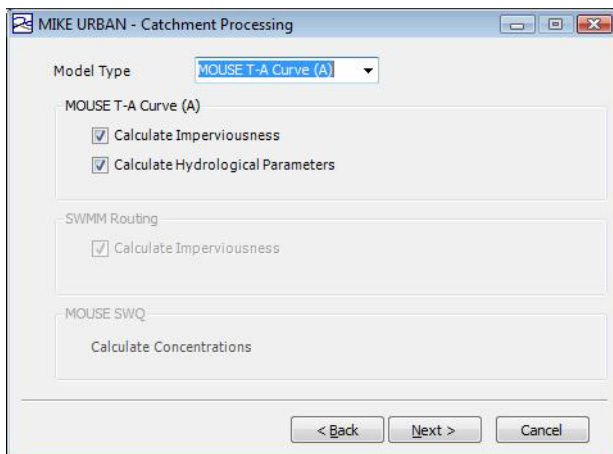 MIKE URBAN - Catchment Processing
Model Type MOUSE T-A Curve (A)
MOUSE T-A Curve (A)
Calculate Imperviousness
Calculate Hydrological Parameters
SWMM Routing
Calculate Imperviousness
MOUSE SWQ
Calculate Concentrations
< Back Next > Cancel